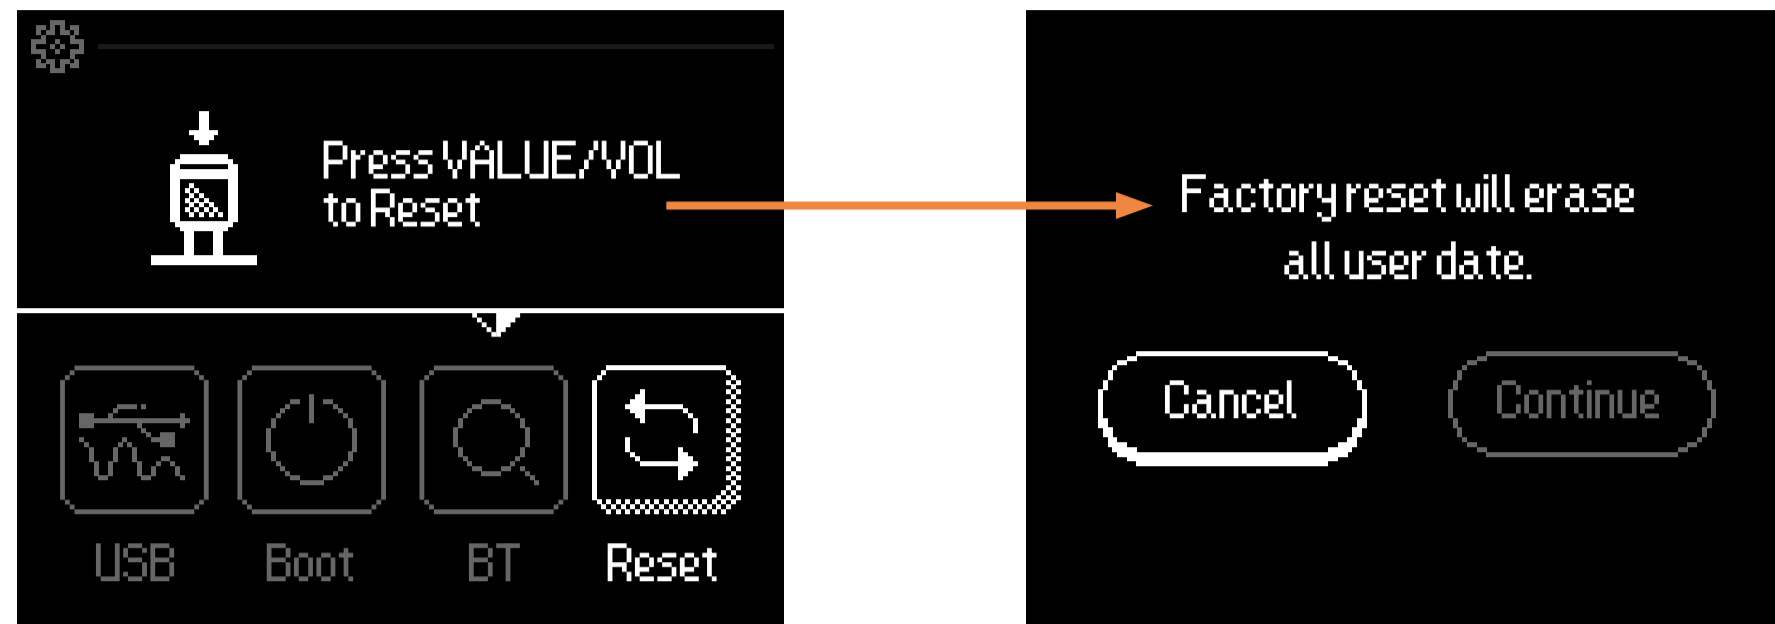 Press VALUE/VOL
to Reset
USB
Boot
BT
Reset
Factory reset will erase
all user date.
Cancel
Continue